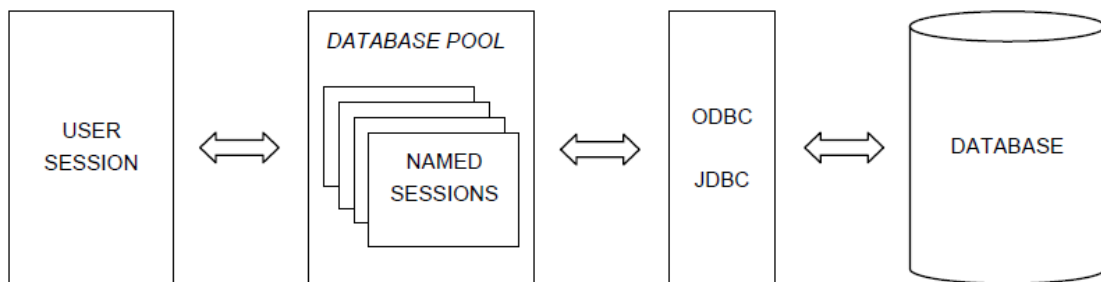 USER
SESSION
DATABASE POOL
NAMED
SESSIONS
ODBC
JDBC
DATABASE